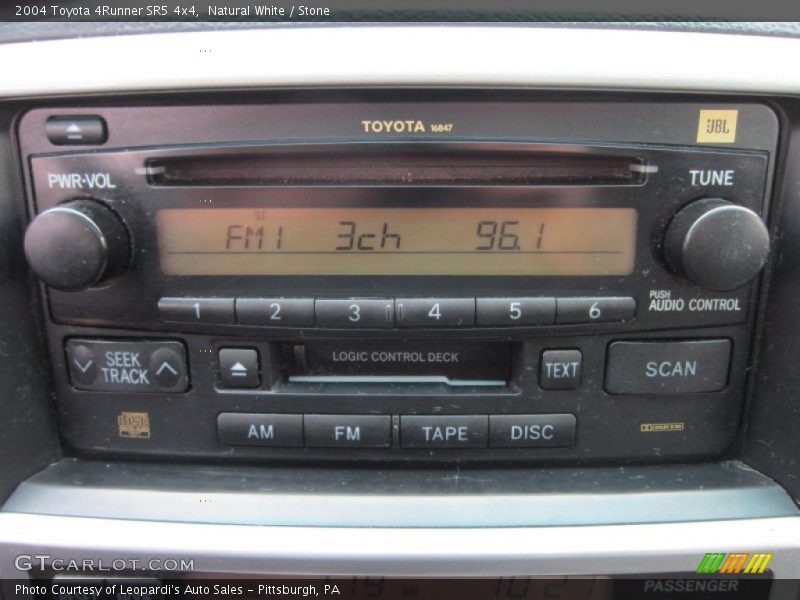 2004 Toyota 4Runner SR5 4x4, Natural White / Stone
TOYOTA 16847
JBL
PWR-VOL
TUNE
ST
FM1 3ch 96.1
1 2 3 4 5 6
PUSH
AUDIO CONTROL
SEEK
TRACK
LOGIC CONTROL DECK
TEXT
SCAN
AM FM TAPE DISC
GTCARLOT.COM
PASSENGER
Photo Courtesy of Leopardi's Auto Sales - Pittsburgh, PA